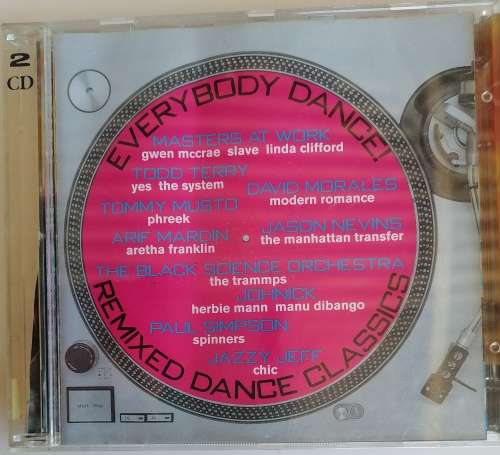 2
CD
EVERYBODY DANCE!
MASTERS AT WORK
gwen mccrae slave linda clifford
TODD TERRY
yes the system
DAVID MORALES
modern romance
TOMMY MUSTO
phreek
JASON NEVINS
the manhattan transfer
ARIF MARDIN
aretha franklin
THE BLACK SCIENCE ORCHESTRA
the trammps
JOHNICK
herbie mann manu dibango
PAUL SIMPSON
spinners
JAZZY JEFF
chic
REMIXED DANCE CLASSICS